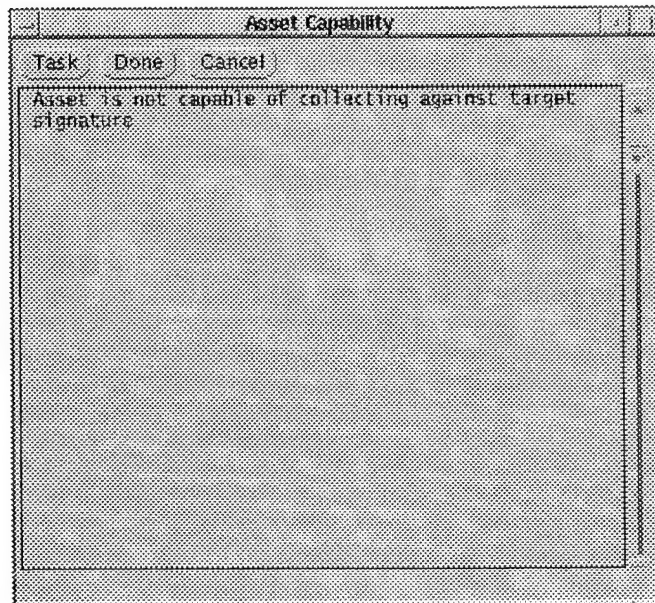 Asset Capability
Task Done Cancel
Asset is not capable of collecting against target
signature